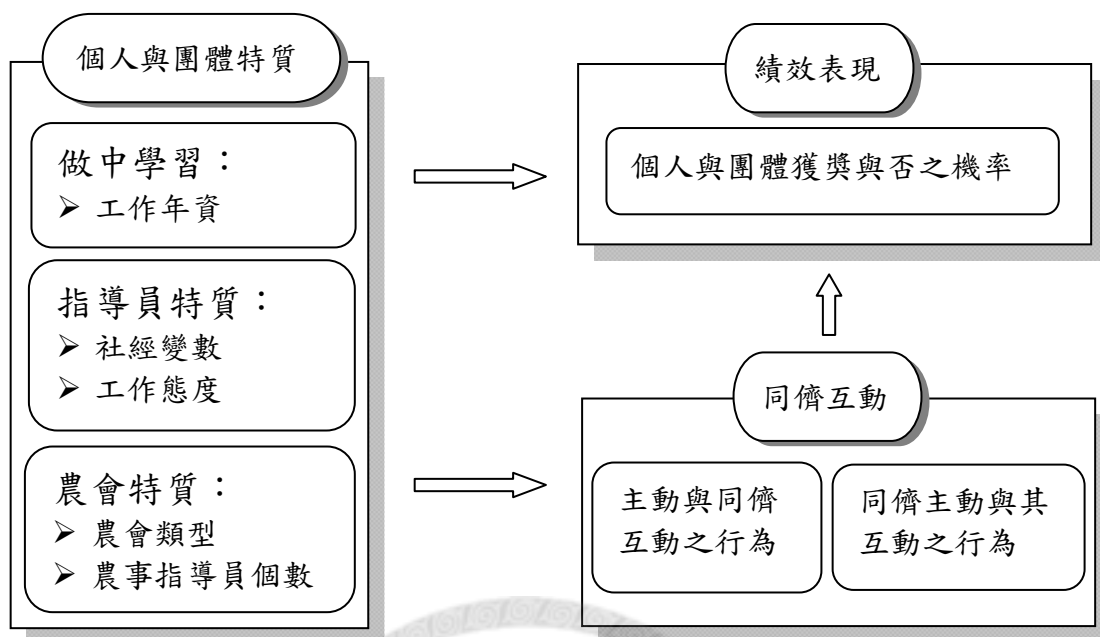 個人與團體特質
做中學習：
➢ 工作年資
指導員特質：
➢ 社經變數
➢ 工作態度
農會特質：
➢ 農會類型
➢ 農事指導員個數
績效表現
個人與團體獲獎與否之機率
同儕互動
主動與同儕
互動之行為
同儕主動與其
互動之行為